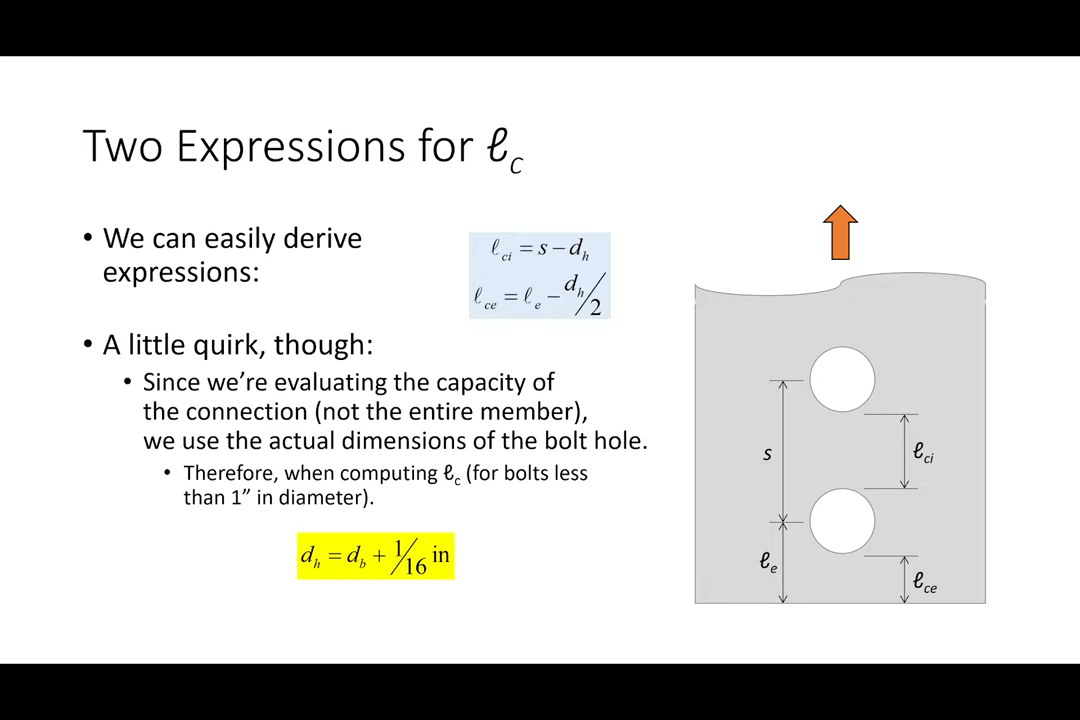 Two Expressions for ℓc
• We can easily derive
expressions:
ℓci = s − dh
ℓce = ℓe − dh/2
• A little quirk, though:
• Since we’re evaluating the capacity of
the connection (not the entire member),
we use the actual dimensions of the bolt hole.
• Therefore, when computing ℓc (for bolts less
than 1” in diameter).
dh = db + 1/16 in
s
ℓci
ℓe
ℓce